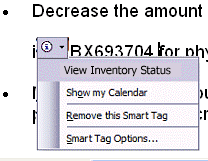 • Decrease the amount
BX693704 for phy
View Inventory Status
Show my Calendar
Remove this Smart Tag
Smart Tag Options...